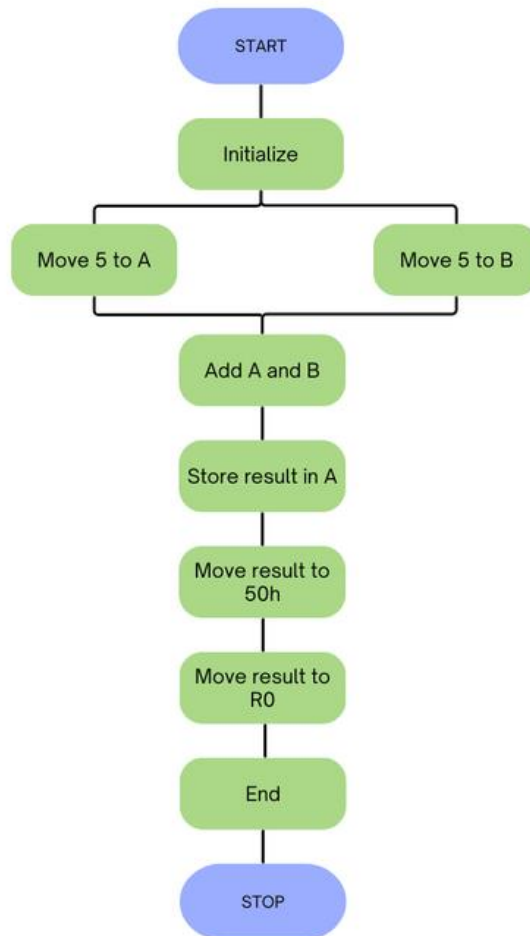 START
Initialize
Move 5 to A
Move 5 to B
Add A and B
Store result in A
Move result to
50h
Move result to
R0
End
STOP